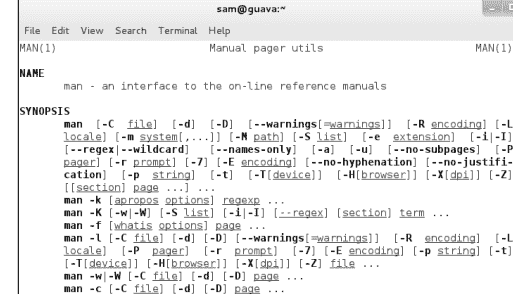 sam@guava:~
File Edit View Search Terminal Help
MAN(1) Manual pager utils MAN(1)
NAME
man - an interface to the on-line reference manuals
SYNOPSIS
man [-C file] [-d] [-D] [--warnings[=warnings]] [-R encoding] [-L
locale] [-m system[,...]] [-M path] [-S list] [-e extension] [-i|-I]
[--regex|--wildcard] [--names-only] [-a] [-u] [--no-subpages] [-P
pager] [-r prompt] [-7] [-E encoding] [--no-hyphenation] [--no-justifi-
cation] [-p string] [-t] [-T[device]] [-H[browser]] [-X[dpi]] [-Z]
[[section] page ...] ...
man -k [apropos options] regexp ...
man -K [-w|-W] [-S list] [-i|-I] [--regex] [section] term ...
man -f [whatis options] page ...
man -l [-C file] [-d] [-D] [--warnings[=warnings]] [-R encoding] [-L
locale] [-P pager] [-r prompt] [-7] [-E encoding] [-p string] [-t]
[-T[device]] [-H[browser]] [-X[dpi]] [-Z] file ...
man -w|-W [-C file] [-d] [-D] page ...
man -c [-C file] [-d] [-D] page ...